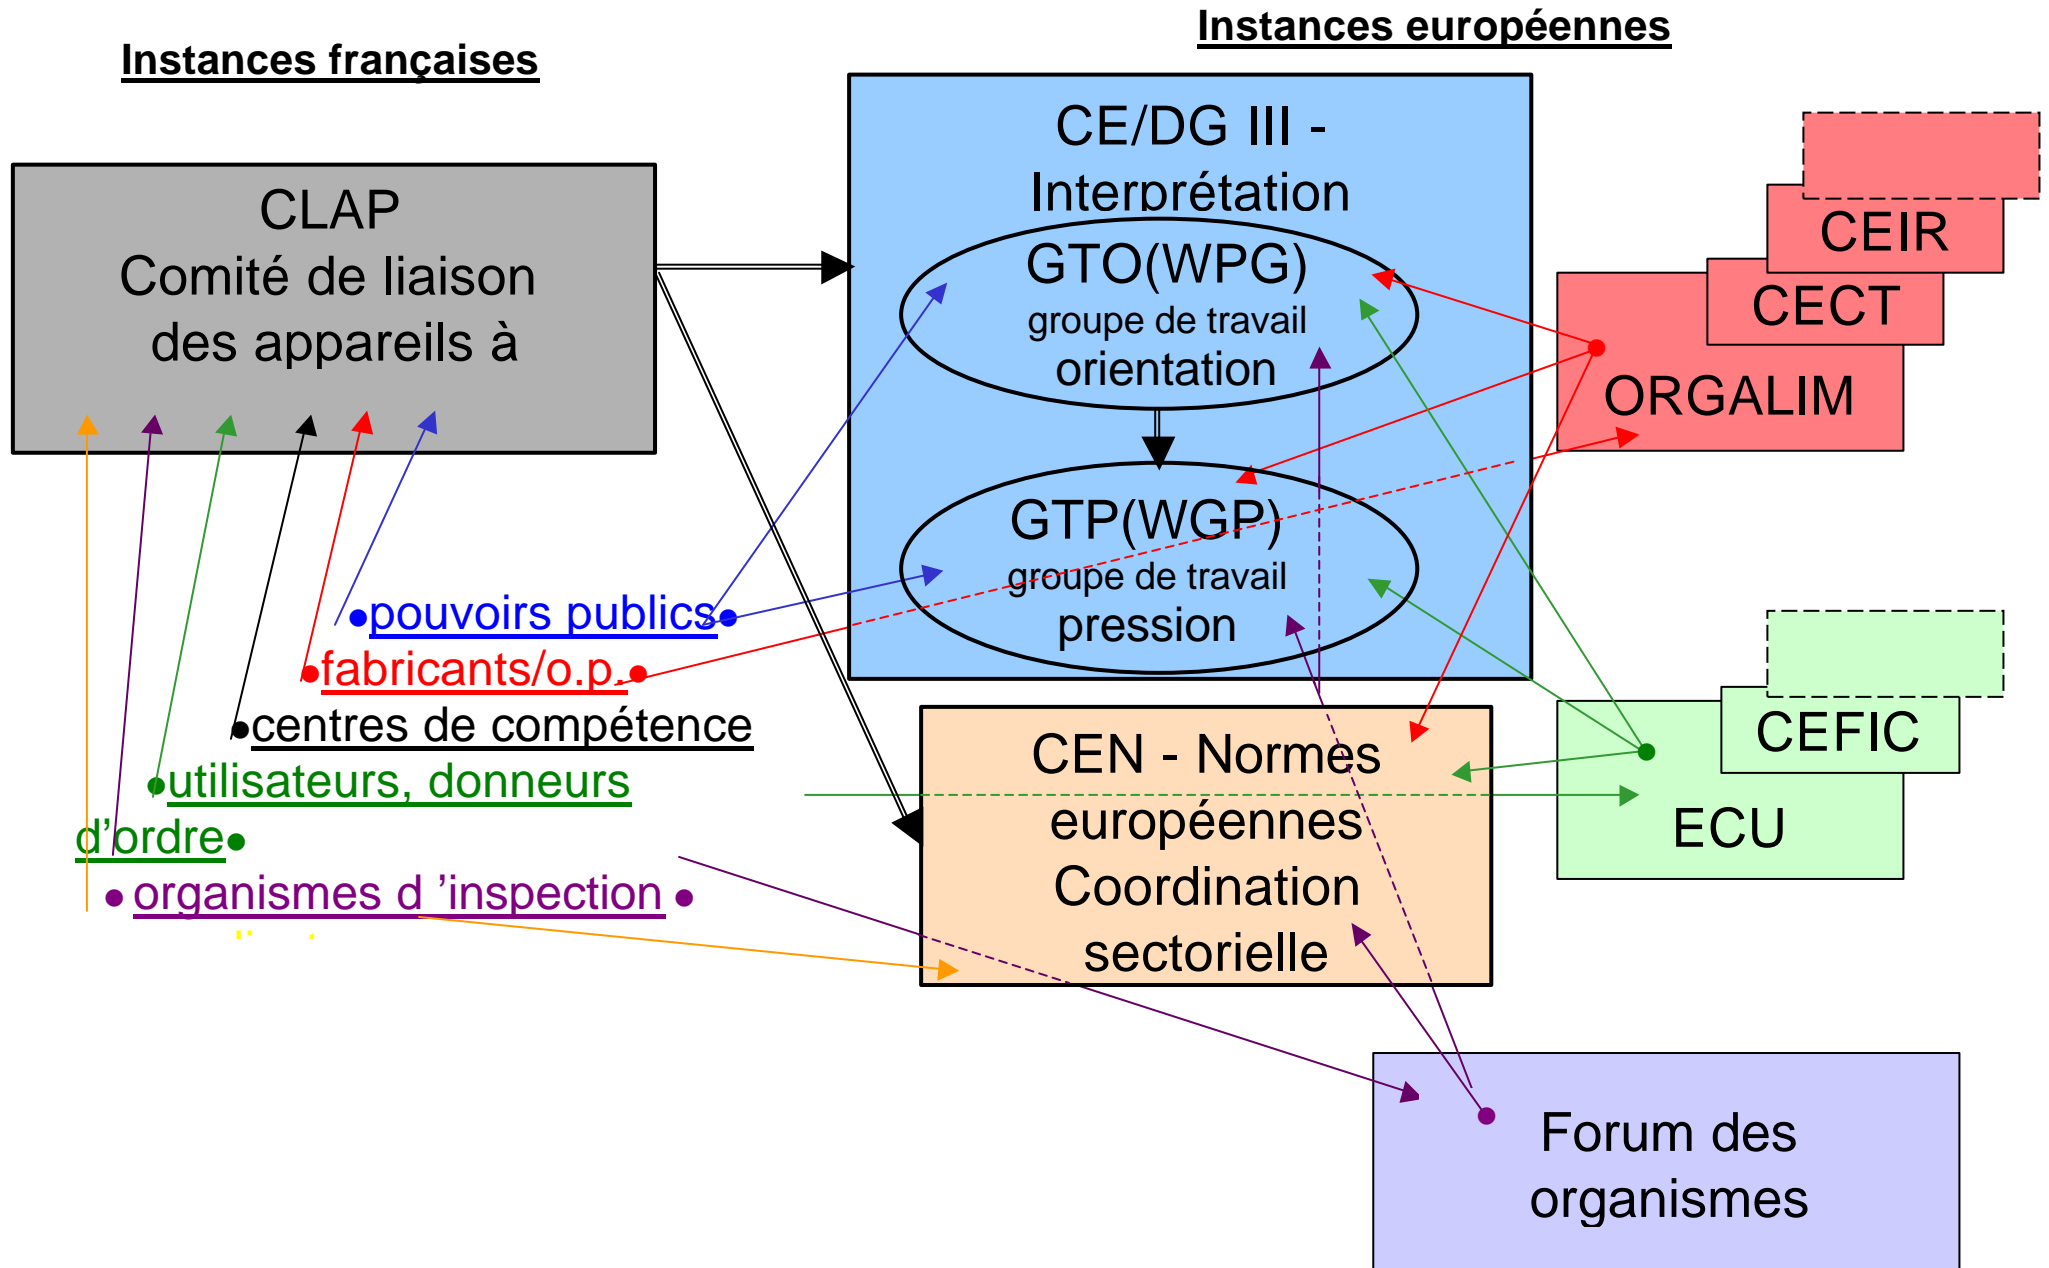 Instances françaises
Instances européennes
CLAP
Comité de liaison
des appareils à
•pouvoirs publics•
•fabricants/o.p.•
•centres de compétence
•utilisateurs, donneurs
d’ordre•
• organismes d ’inspection •
CE/DG III -
Interprétation
GTO(WPG)
groupe de travail
orientation
GTP(WGP)
groupe de travail
pression
CEN - Normes
européennes
Coordination
sectorielle
CEIR
CECT
ORGALIM
CEFIC
ECU
Forum des
organismes